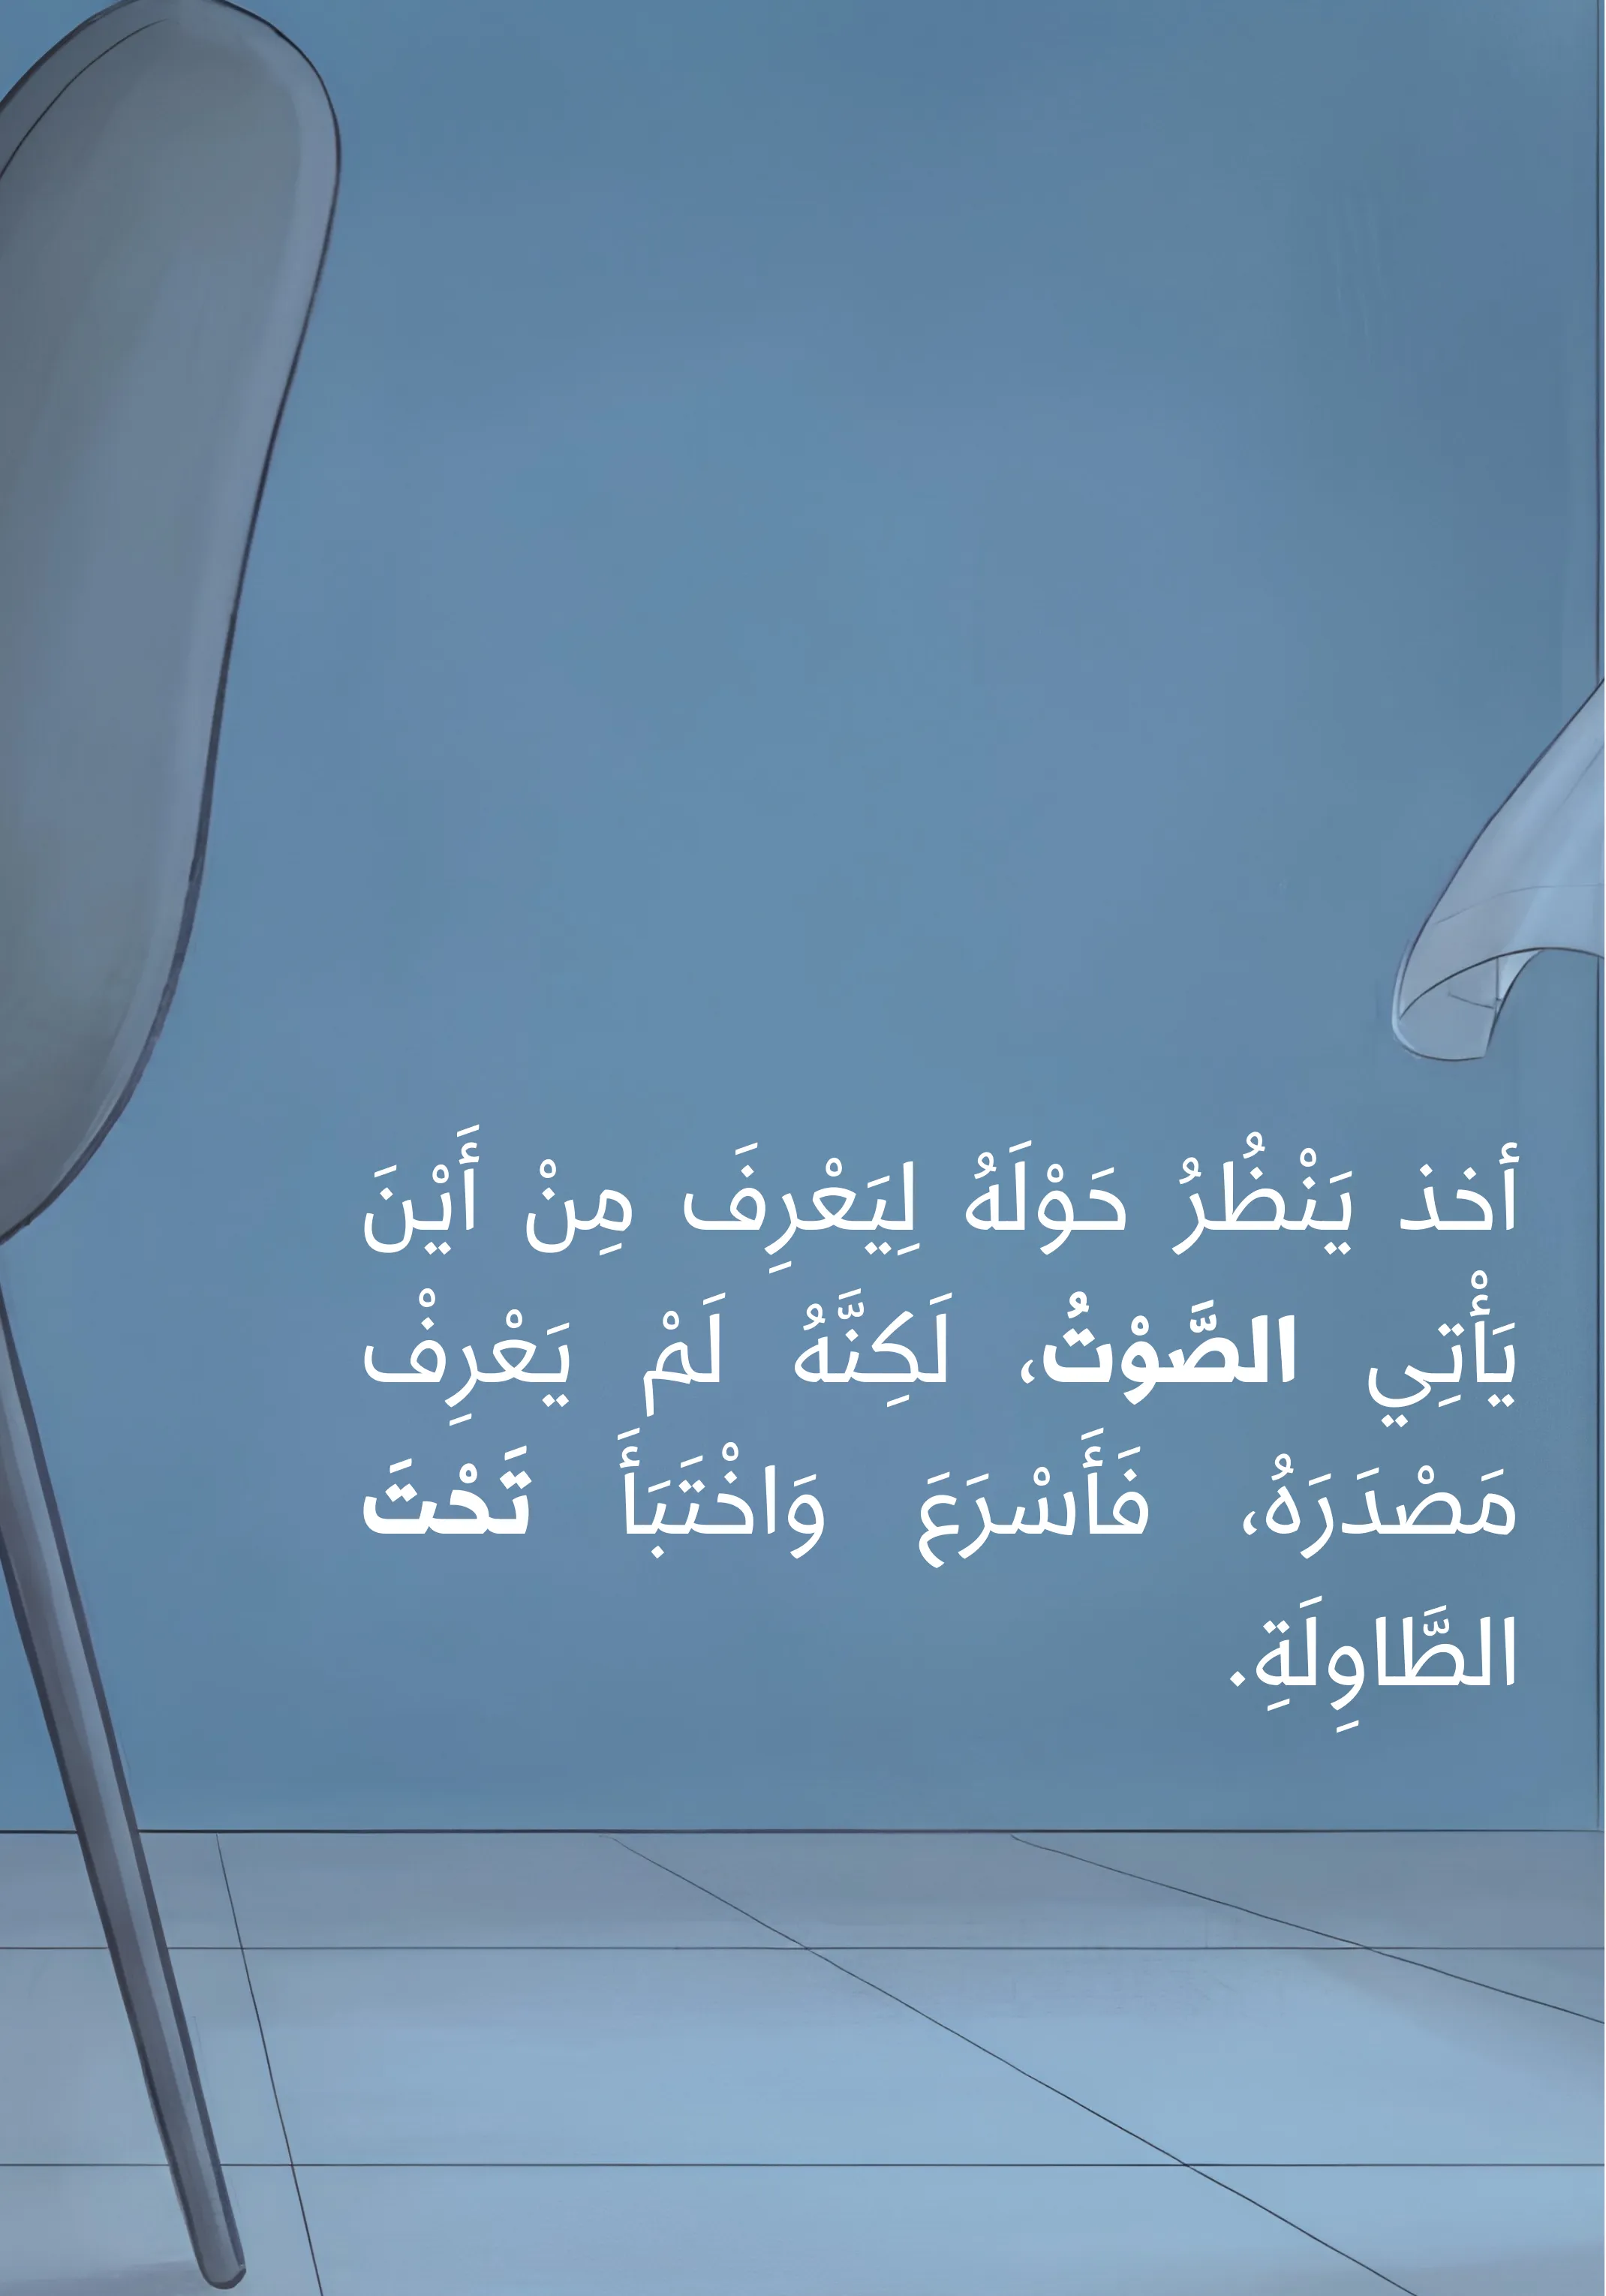 أخذ يَنْظُرُ حَوْلَهُ لِيَعْرِفَ مِنْ أَيْنَ
يَأْتِي الصَّوْتُ، لَكِنَّهُ لَمْ يَعْرِفْ
مَصْدَرَهُ، فَأَسْرَعَ وَاخْتَبَأَ تَحْتَ
الطَّاوِلَةِ.